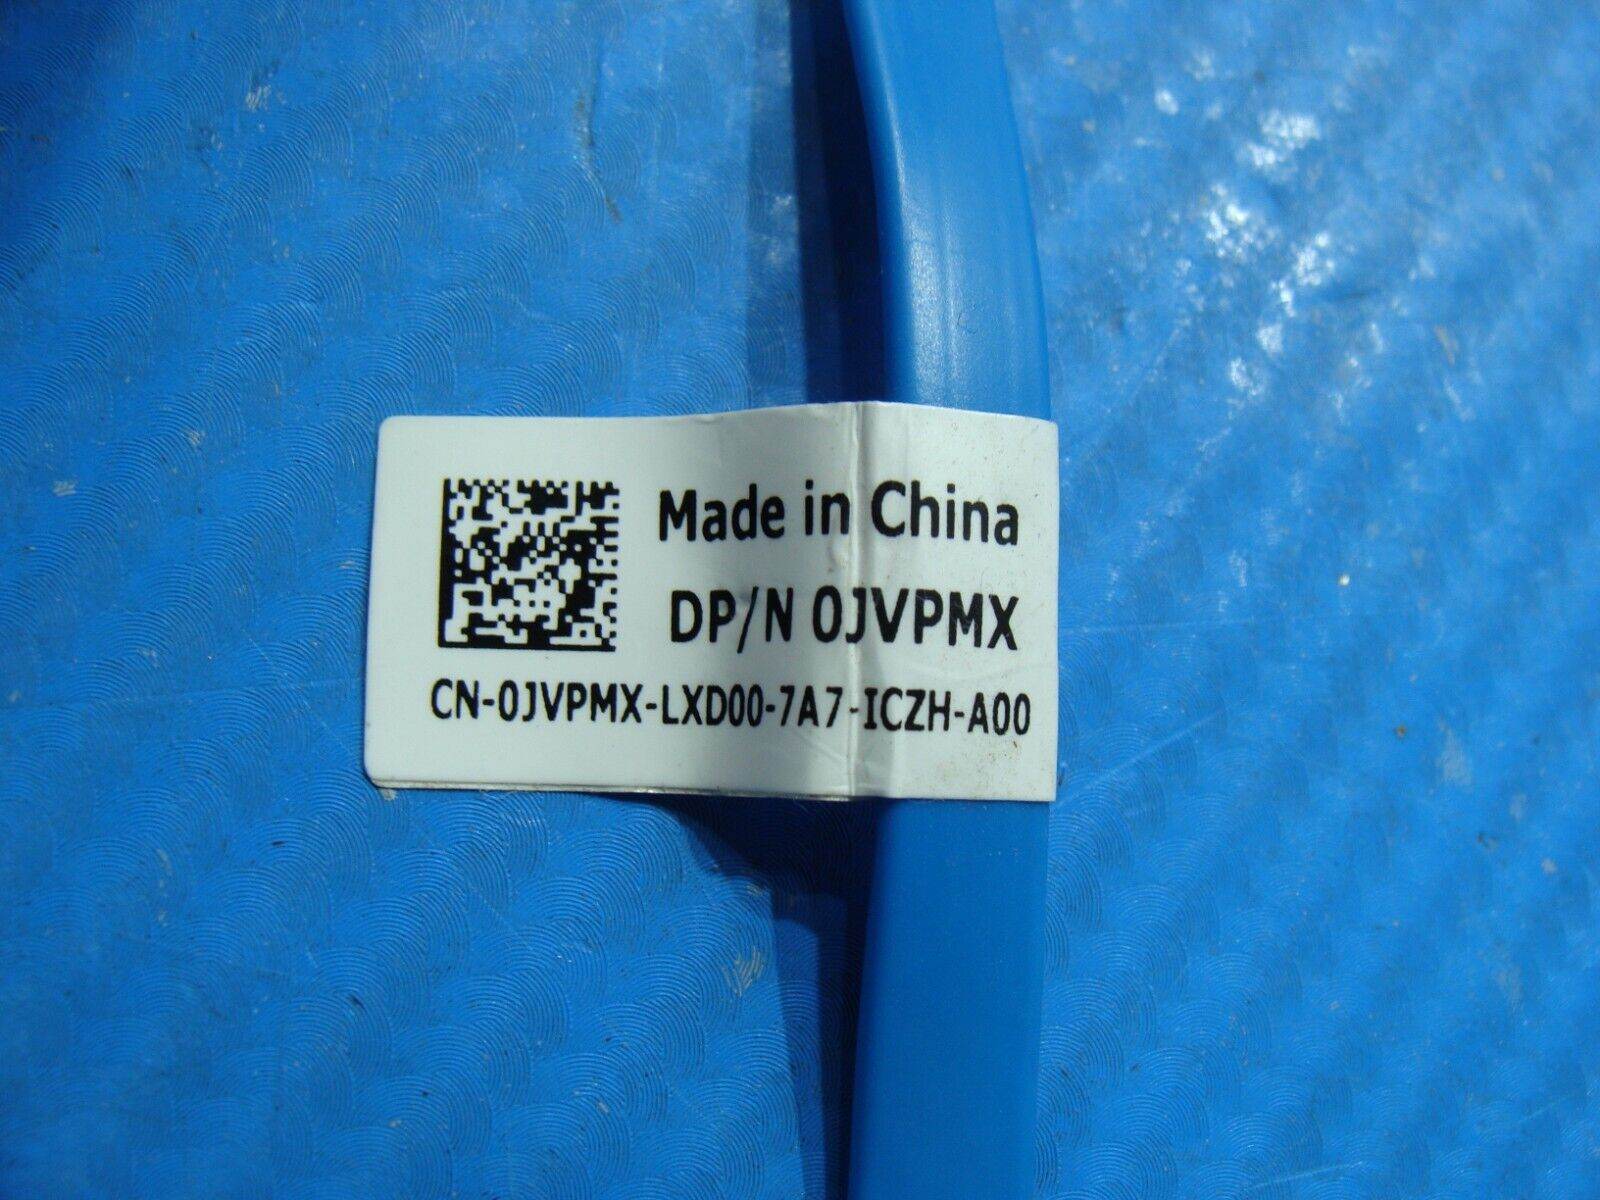 Made in China
DP/N 0JVPMX
CN-0JVPMX-LXD00-7A7-ICZH-A00